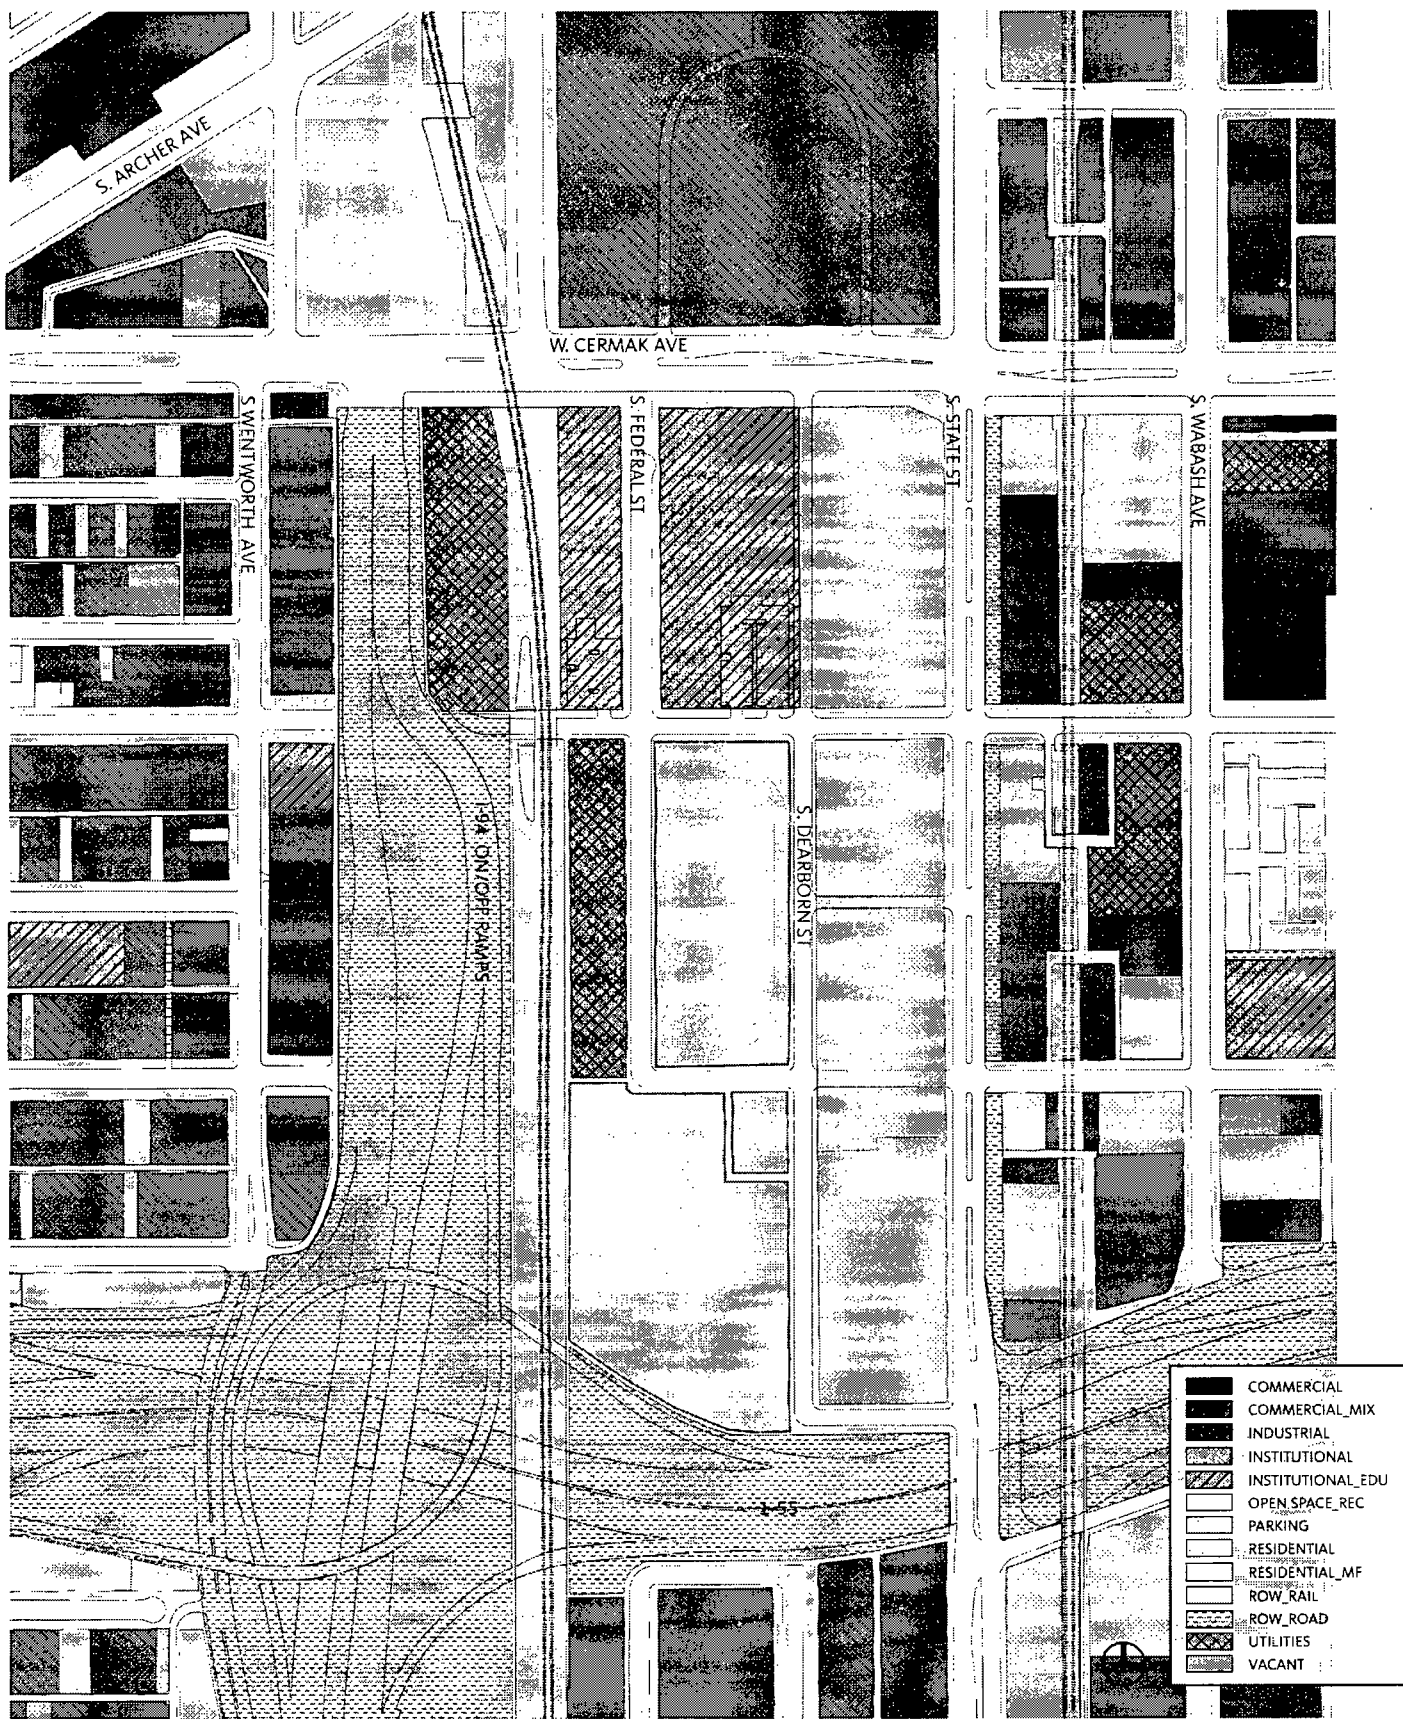 S. ARCHER AVE
W. CERMAK AVE
S WENTWORTH AVE
S. FEDERAL ST
S. STATE ST
S. WABASH AVE
I-94 ON/OFF RAMPS
S. DEARBORN ST
I-55
COMMERCIAL
COMMERCIAL_MIX
INDUSTRIAL
INSTITUTIONAL
INSTITUTIONAL_EDU
OPEN SPACE_REC
PARKING
RESIDENTIAL
RESIDENTIAL_MF
ROW_RAIL
ROW_ROAD
UTILITIES
VACANT